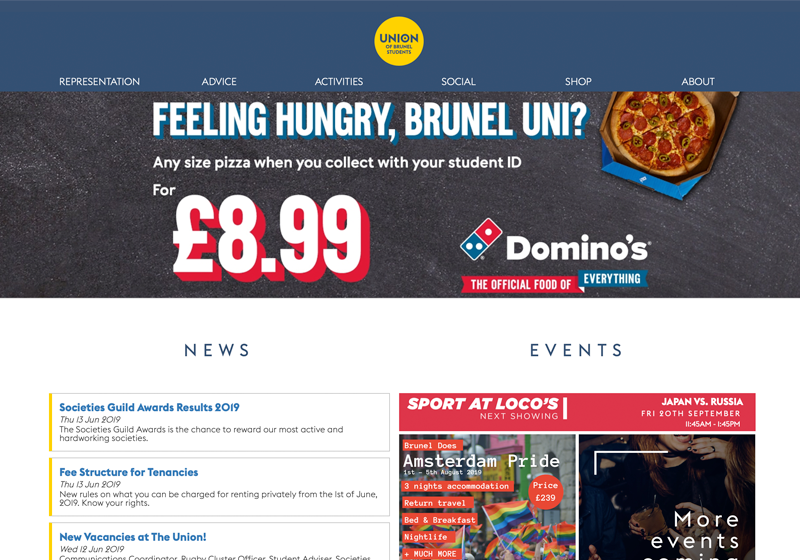 UNION
OF BRUNEL
STUDENTS
REPRESENTATION
ADVICE
ACTIVITIES
SOCIAL
SHOP
ABOUT
FEELING HUNGRY, BRUNEL UNI?
Any size pizza when you collect with your student ID
For
£8.99
Domino's
THE OFFICIAL FOOD OF EVERYTHING
NEWS
Societies Guild Awards Results 2019
Thu 13 Jun 2019
The Societies Guild Awards is the chance to reward our most active and
hardworking societies.
Fee Structure for Tenancies
Thu 13 Jun 2019
New rules on what you can be charged for renting privately from the 1st of June,
2019. Know your rights.
New Vacancies at The Union!
Wed 12 Jun 2019
Communications Coordinator, Rugby Cluster Officer, Student Adviser, Societies
EVENTS
SPORT AT LOCO'S
NEXT SHOWING
JAPAN VS. RUSSIA
FRI 20TH SEPTEMBER
11:45AM - 1:45PM
Brunel Does
Amsterdam Pride
1st - 5th August 2019
3 nights accommodation
Return travel
Bed & Breakfast
Nightlife
+ MUCH MORE
Price
£239
More
events
coming